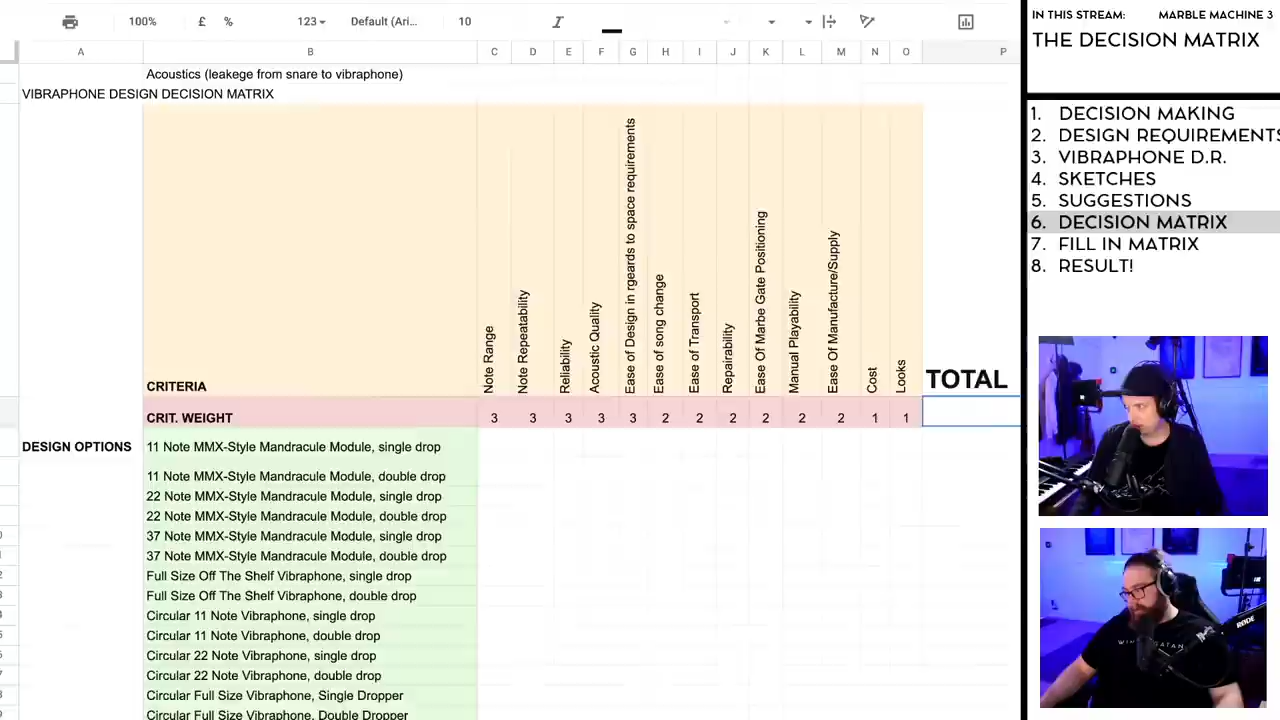 100%
£
%
123
Default (Ari...
10
A
B
C
D
E
F
G
H
I
J
K
L
M
N
O
P
Acoustics (leakege from snare to vibraphone)
VIBRAPHONE DESIGN DECISION MATRIX
CRITERIA
Note Range
Note Repeatability
Reliability
Acoustic Quality
Ease of Design in rgeards to space requirements
Ease of song change
Ease of Transport
Repairability
Ease Of Marbe Gate Positioning
Manual Playability
Ease Of Manufacture/Supply
Cost
Looks
TOTAL
CRIT. WEIGHT
3
3
3
3
3
2
2
2
2
2
2
1
1
DESIGN OPTIONS
11 Note MMX-Style Mandracule Module, single drop
11 Note MMX-Style Mandracule Module, double drop
22 Note MMX-Style Mandracule Module, single drop
22 Note MMX-Style Mandracule Module, double drop
37 Note MMX-Style Mandracule Module, single drop
37 Note MMX-Style Mandracule Module, double drop
Full Size Off The Shelf Vibraphone, single drop
Full Size Off The Shelf Vibraphone, double drop
Circular 11 Note Vibraphone, single drop
Circular 11 Note Vibraphone, double drop
Circular 22 Note Vibraphone, single drop
Circular 22 Note Vibraphone, double drop
Circular Full Size Vibraphone, Single Dropper
Circular Full Size Vibraphone, Double Dropper
IN THIS STREAM:
MARBLE MACHINE 3
THE DECISION MATRIX
1. DECISION MAKING
2. DESIGN REQUIREMENTS
3. VIBRAPHONE D.R.
4. SKETCHES
5. SUGGESTIONS
6. DECISION MATRIX
7. FILL IN MATRIX
8. RESULT!
RODE